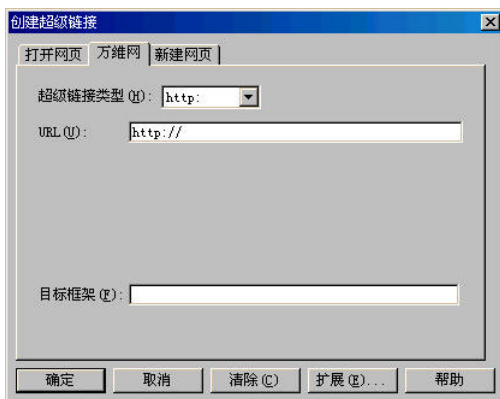 创建超级链接
打开网页 万维网 新建网页
超级链接类型(H): http:
URL(U): http://
目标框架(F):
确定 取消 清除(C) 扩展(E)... 帮助